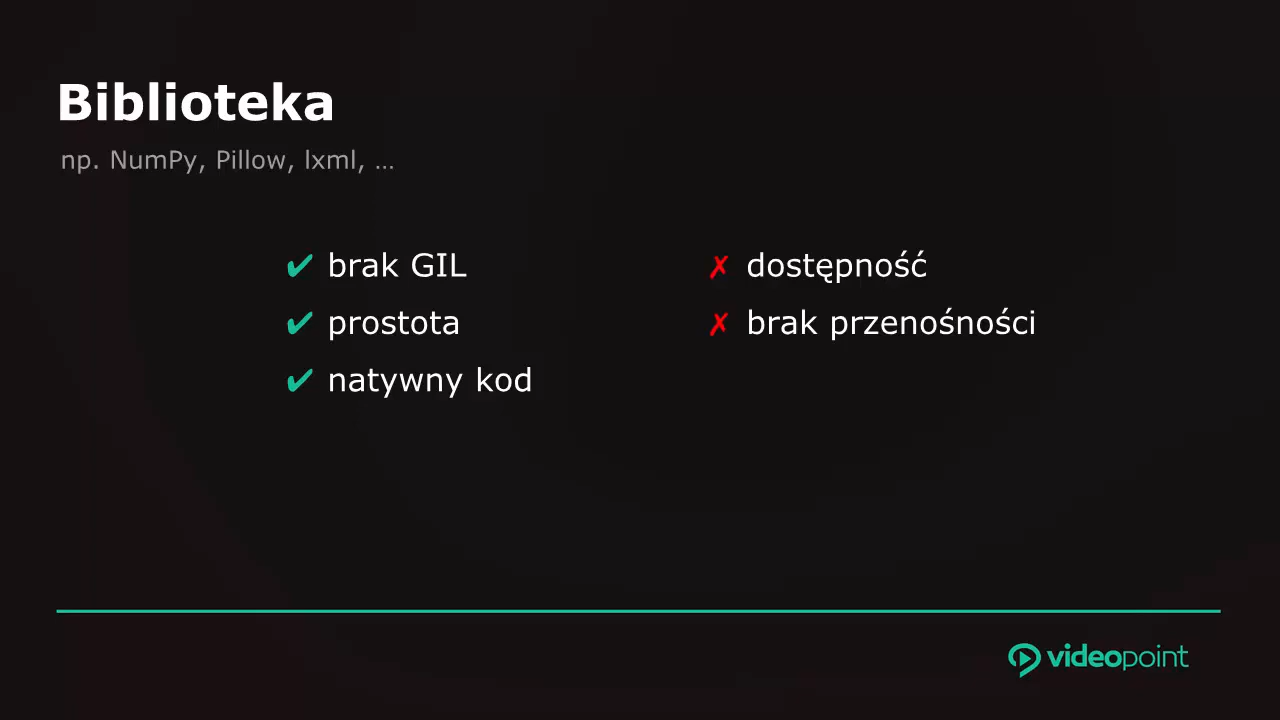 Biblioteka
np. NumPy, Pillow, lxml, ...
✔ brak GIL
✔ prostota
✔ natywny kod
✗ dostępność
✗ brak przenośności
videopoint